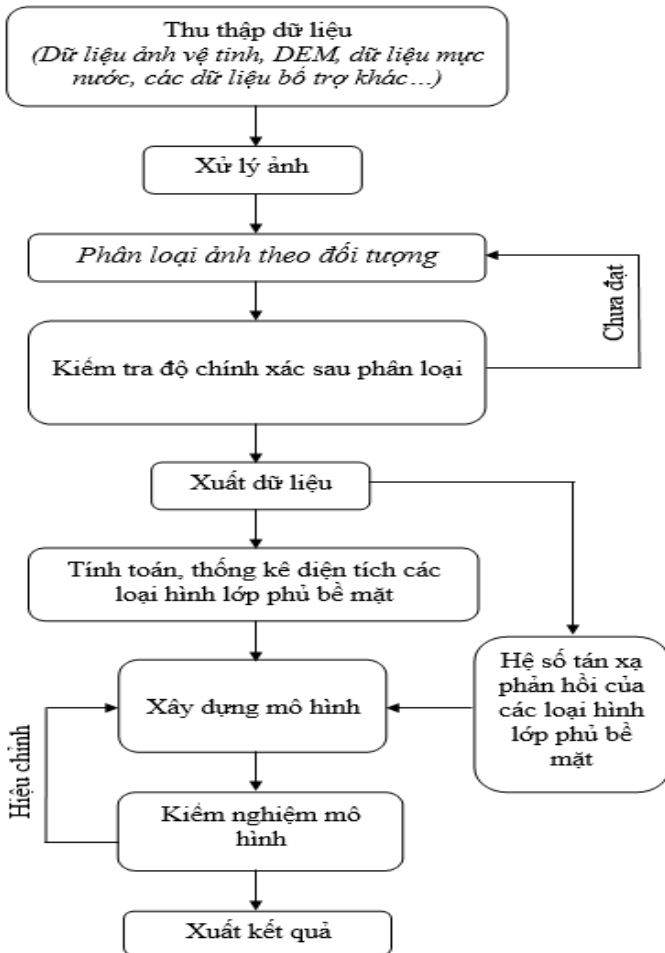 Thu thập dữ liệu
(Dữ liệu ảnh vệ tinh, DEM, dữ liệu mực
nước, các dữ liệu bổ trợ khác…)
Xử lý ảnh
Phân loại ảnh theo đối tượng
Chưa đạt
Kiểm tra độ chính xác sau phân loại
Xuất dữ liệu
Tính toán, thống kê diện tích các
loại hình lớp phủ bề mặt
Hệ số tán xạ
phản hồi của
các loại hình
lớp phủ bề
mặt
Xây dựng mô hình
Hiệu chỉnh
Kiểm nghiệm mô
hình
Xuất kết quả